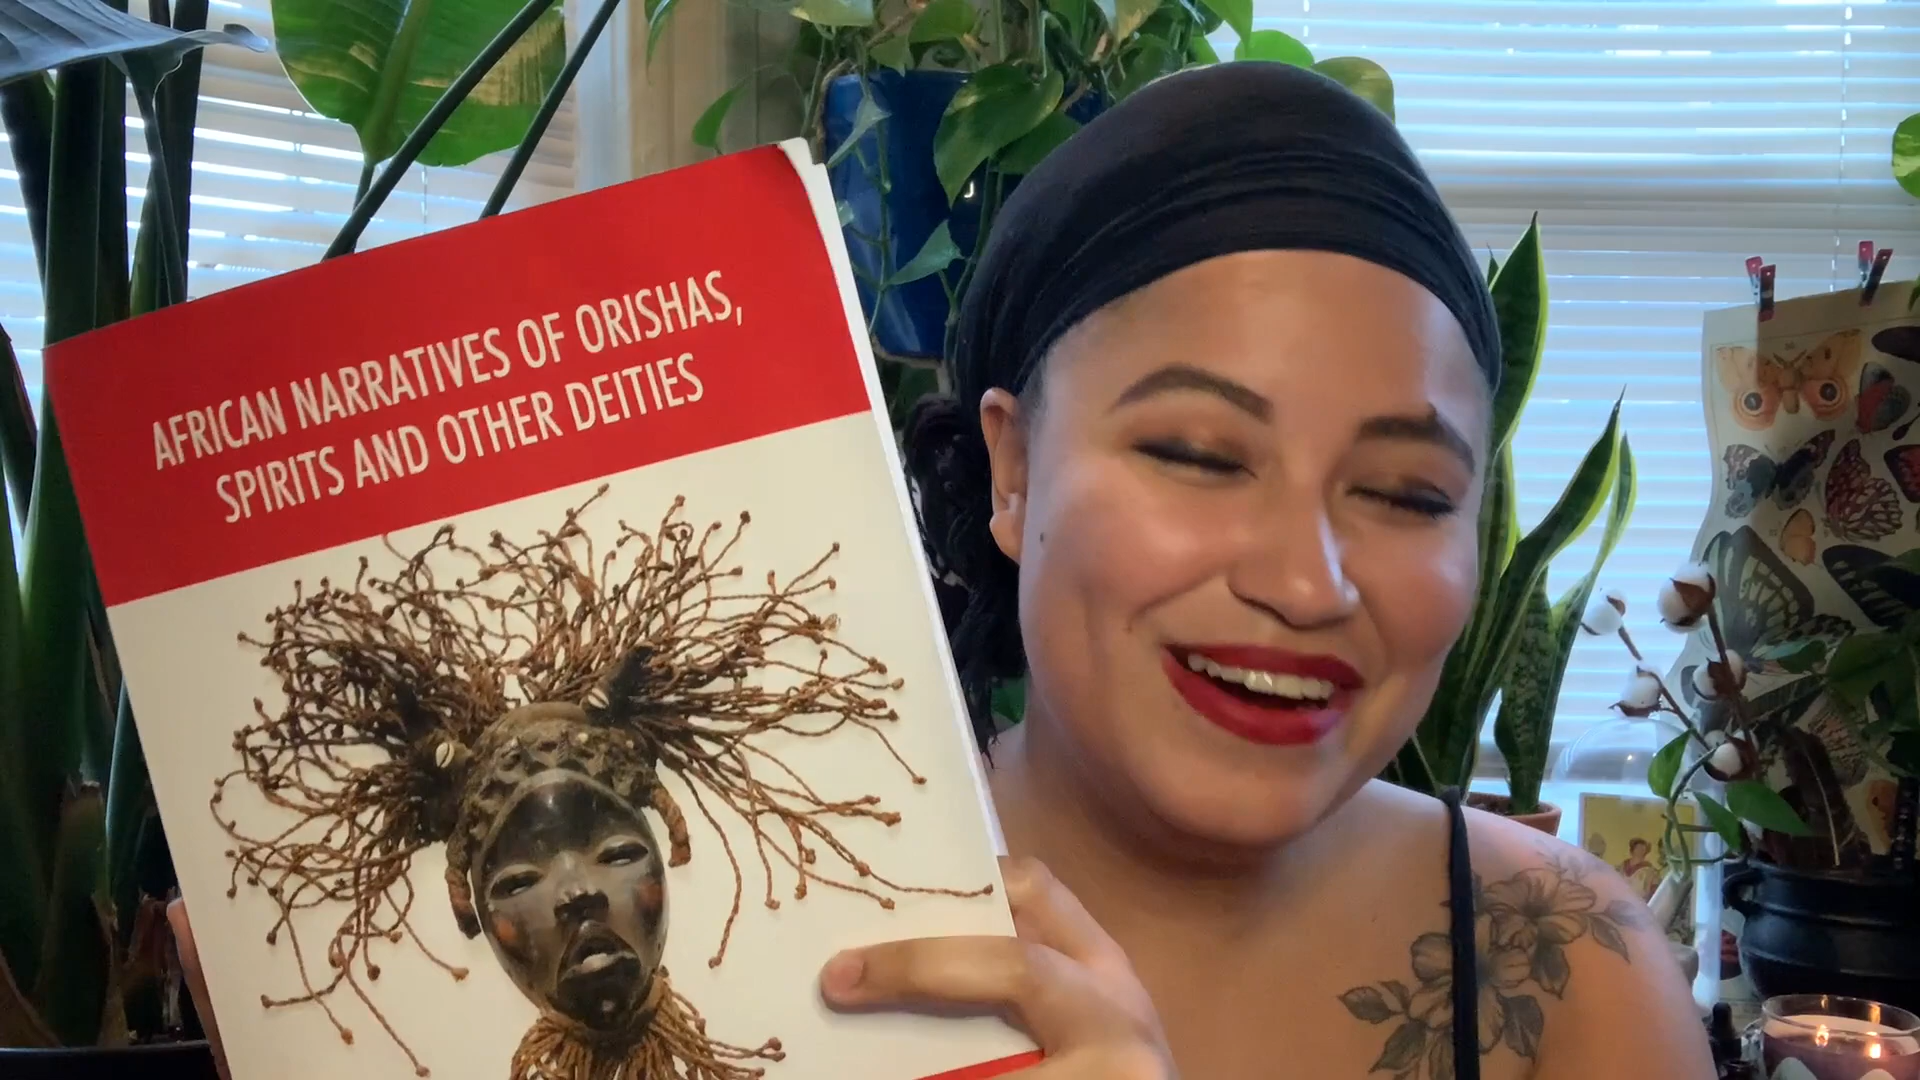 AFRICAN NARRATIVES OF ORISHAS,
SPIRITS AND OTHER DEITIES